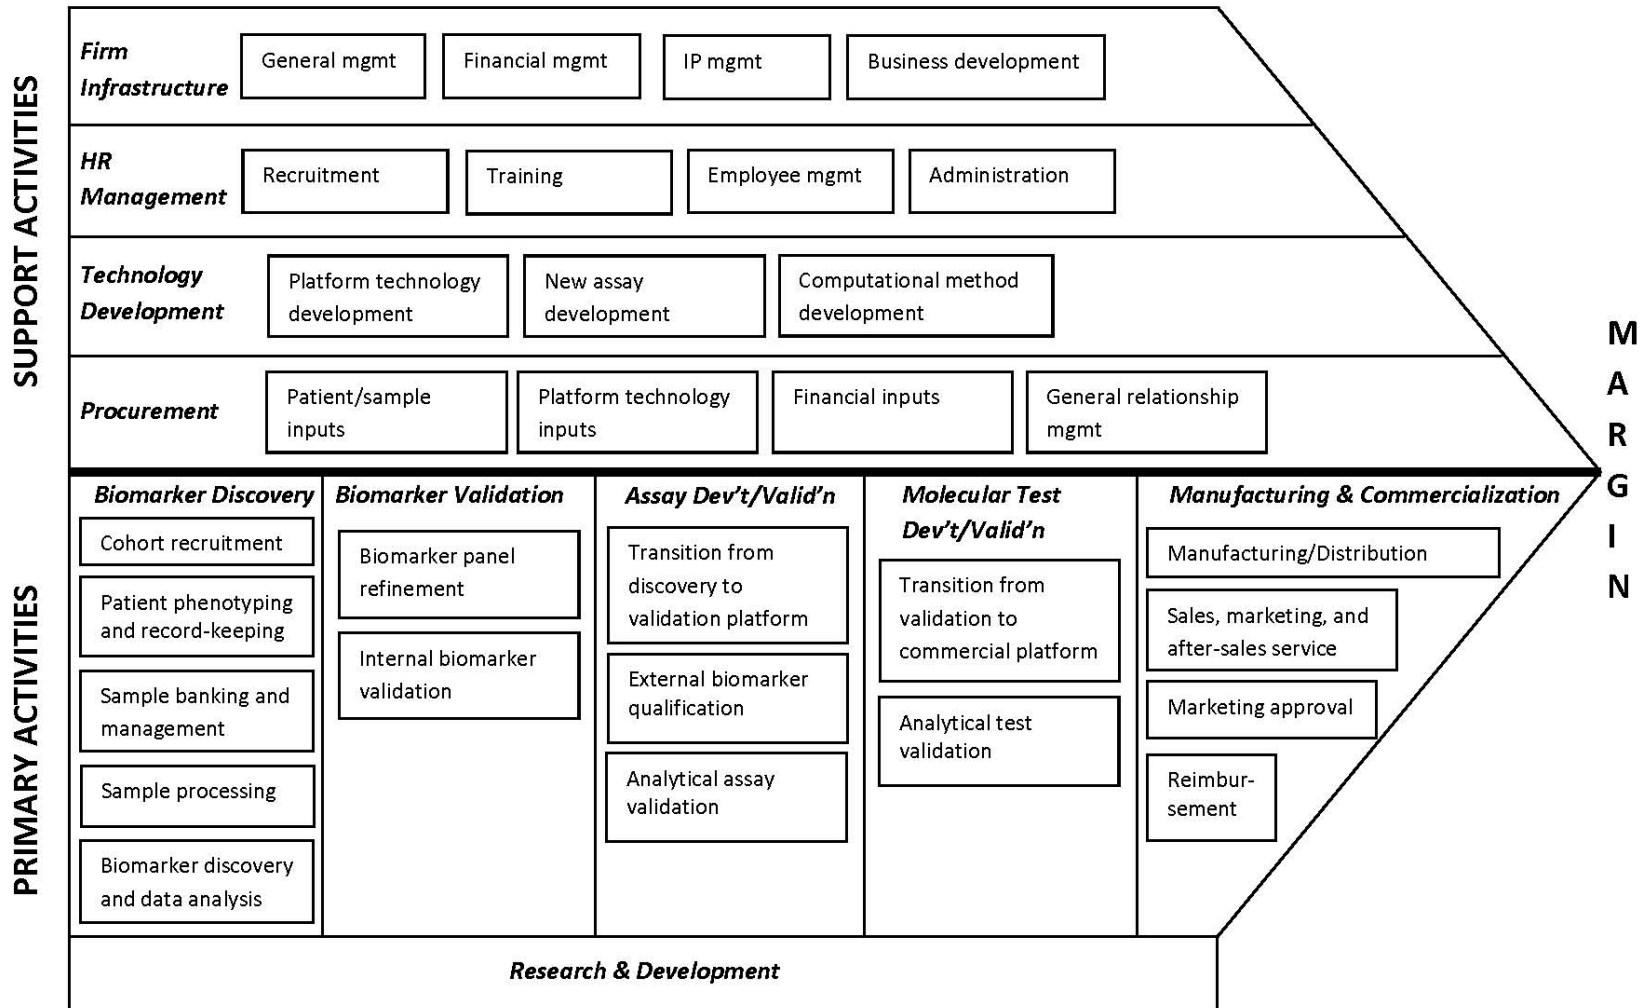 SUPPORT ACTIVITIES
Firm
Infrastructure
General mgmt
Financial mgmt
IP mgmt
Business development
HR
Management
Recruitment
Training
Employee mgmt
Administration
Technology
Development
Platform technology
development
New assay
development
Computational method
development
Procurement
Patient/sample
inputs
Platform technology
inputs
Financial inputs
General relationship
mgmt
PRIMARY ACTIVITIES
Biomarker Discovery
Cohort recruitment
Patient phenotyping
and record-keeping
Sample banking and
management
Sample processing
Biomarker discovery
and data analysis
Biomarker Validation
Biomarker panel
refinement
Internal biomarker
validation
Assay Dev't/Valid'n
Transition from
discovery to
validation platform
External biomarker
qualification
Analytical assay
validation
Molecular Test
Dev't/Valid'n
Transition from
validation to
commercial platform
Analytical test
validation
Manufacturing & Commercialization
Manufacturing/Distribution
Sales, marketing, and
after-sales service
Marketing approval
Reimbur-
sement
Research & Development
M
A
R
G
I
N